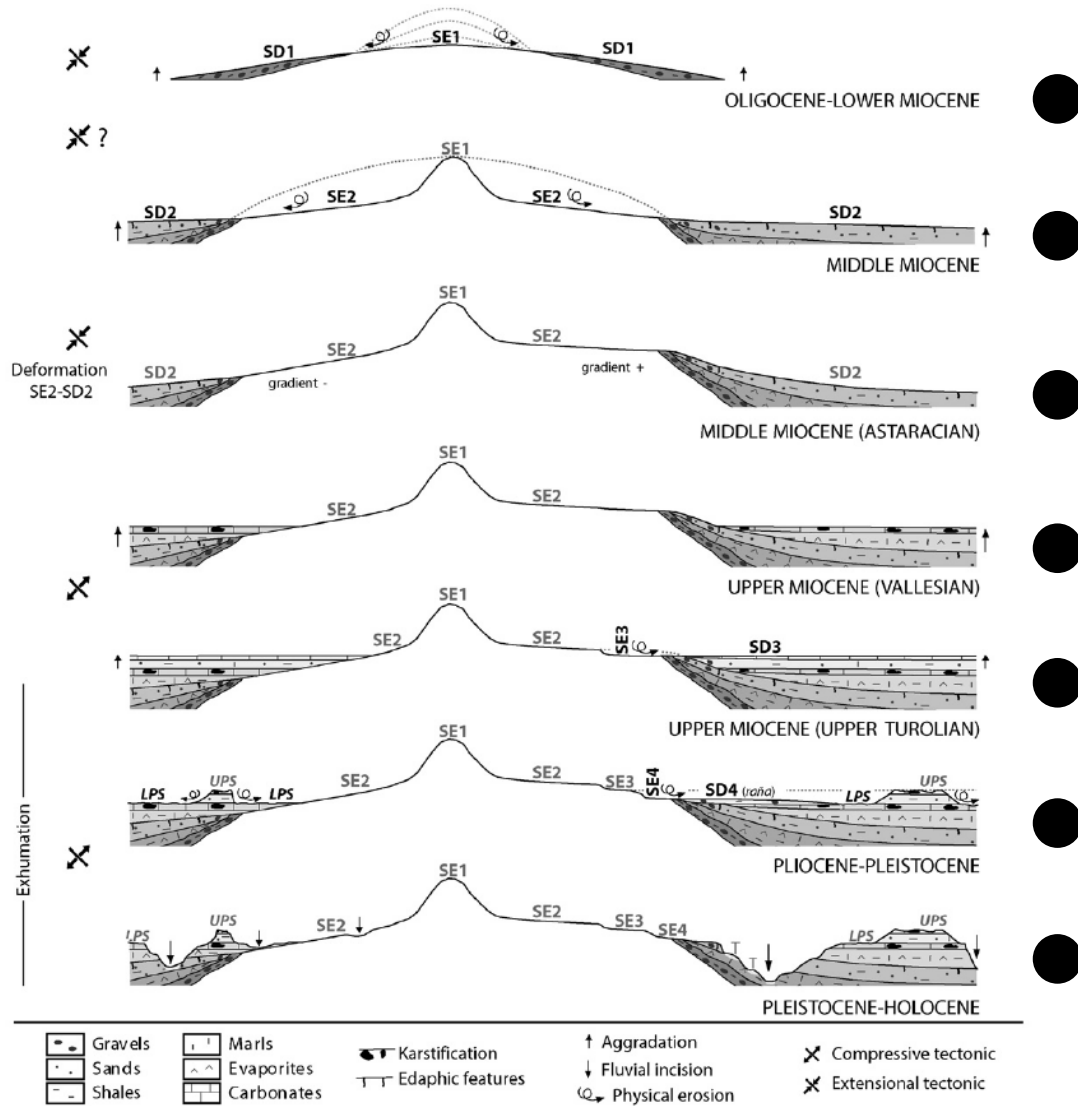 SE1
SD1 SD1
OLIGOCENE-LOWER MIOCENE
?
SE1
SE2 SE2
SD2 SD2
MIDDLE MIOCENE
SE1
SE2 SE2
Deformation
SE2-SD2
SD2 gradient - gradient + SD2
MIDDLE MIOCENE (ASTARACIAN)
SE1
SE2 SE2
UPPER MIOCENE (VALLESIAN)
SE1
SE2 SE2 SE3 SD3
UPPER MIOCENE (UPPER TUROLIAN)
Exhumation
SE1
LPS UPS LPS SE2 SE2 SE3 SE4 SD4 (raña) LPS UPS
PLIOCENE-PLEISTOCENE
SE1
LPS UPS SE2 SE2 SE3 SE4 LPS UPS
PLEISTOCENE-HOLOCENE
Gravels Marls Karstification Aggradation Compressive tectonic
Sands Evaporites Edaphic features Fluvial incision Extensional tectonic
Shales Carbonates Physical erosion